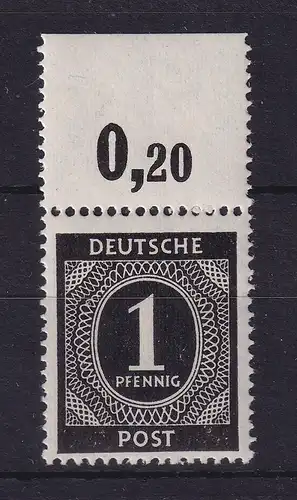 0,20
DEUTSCHE
1
PFENNIG
POST